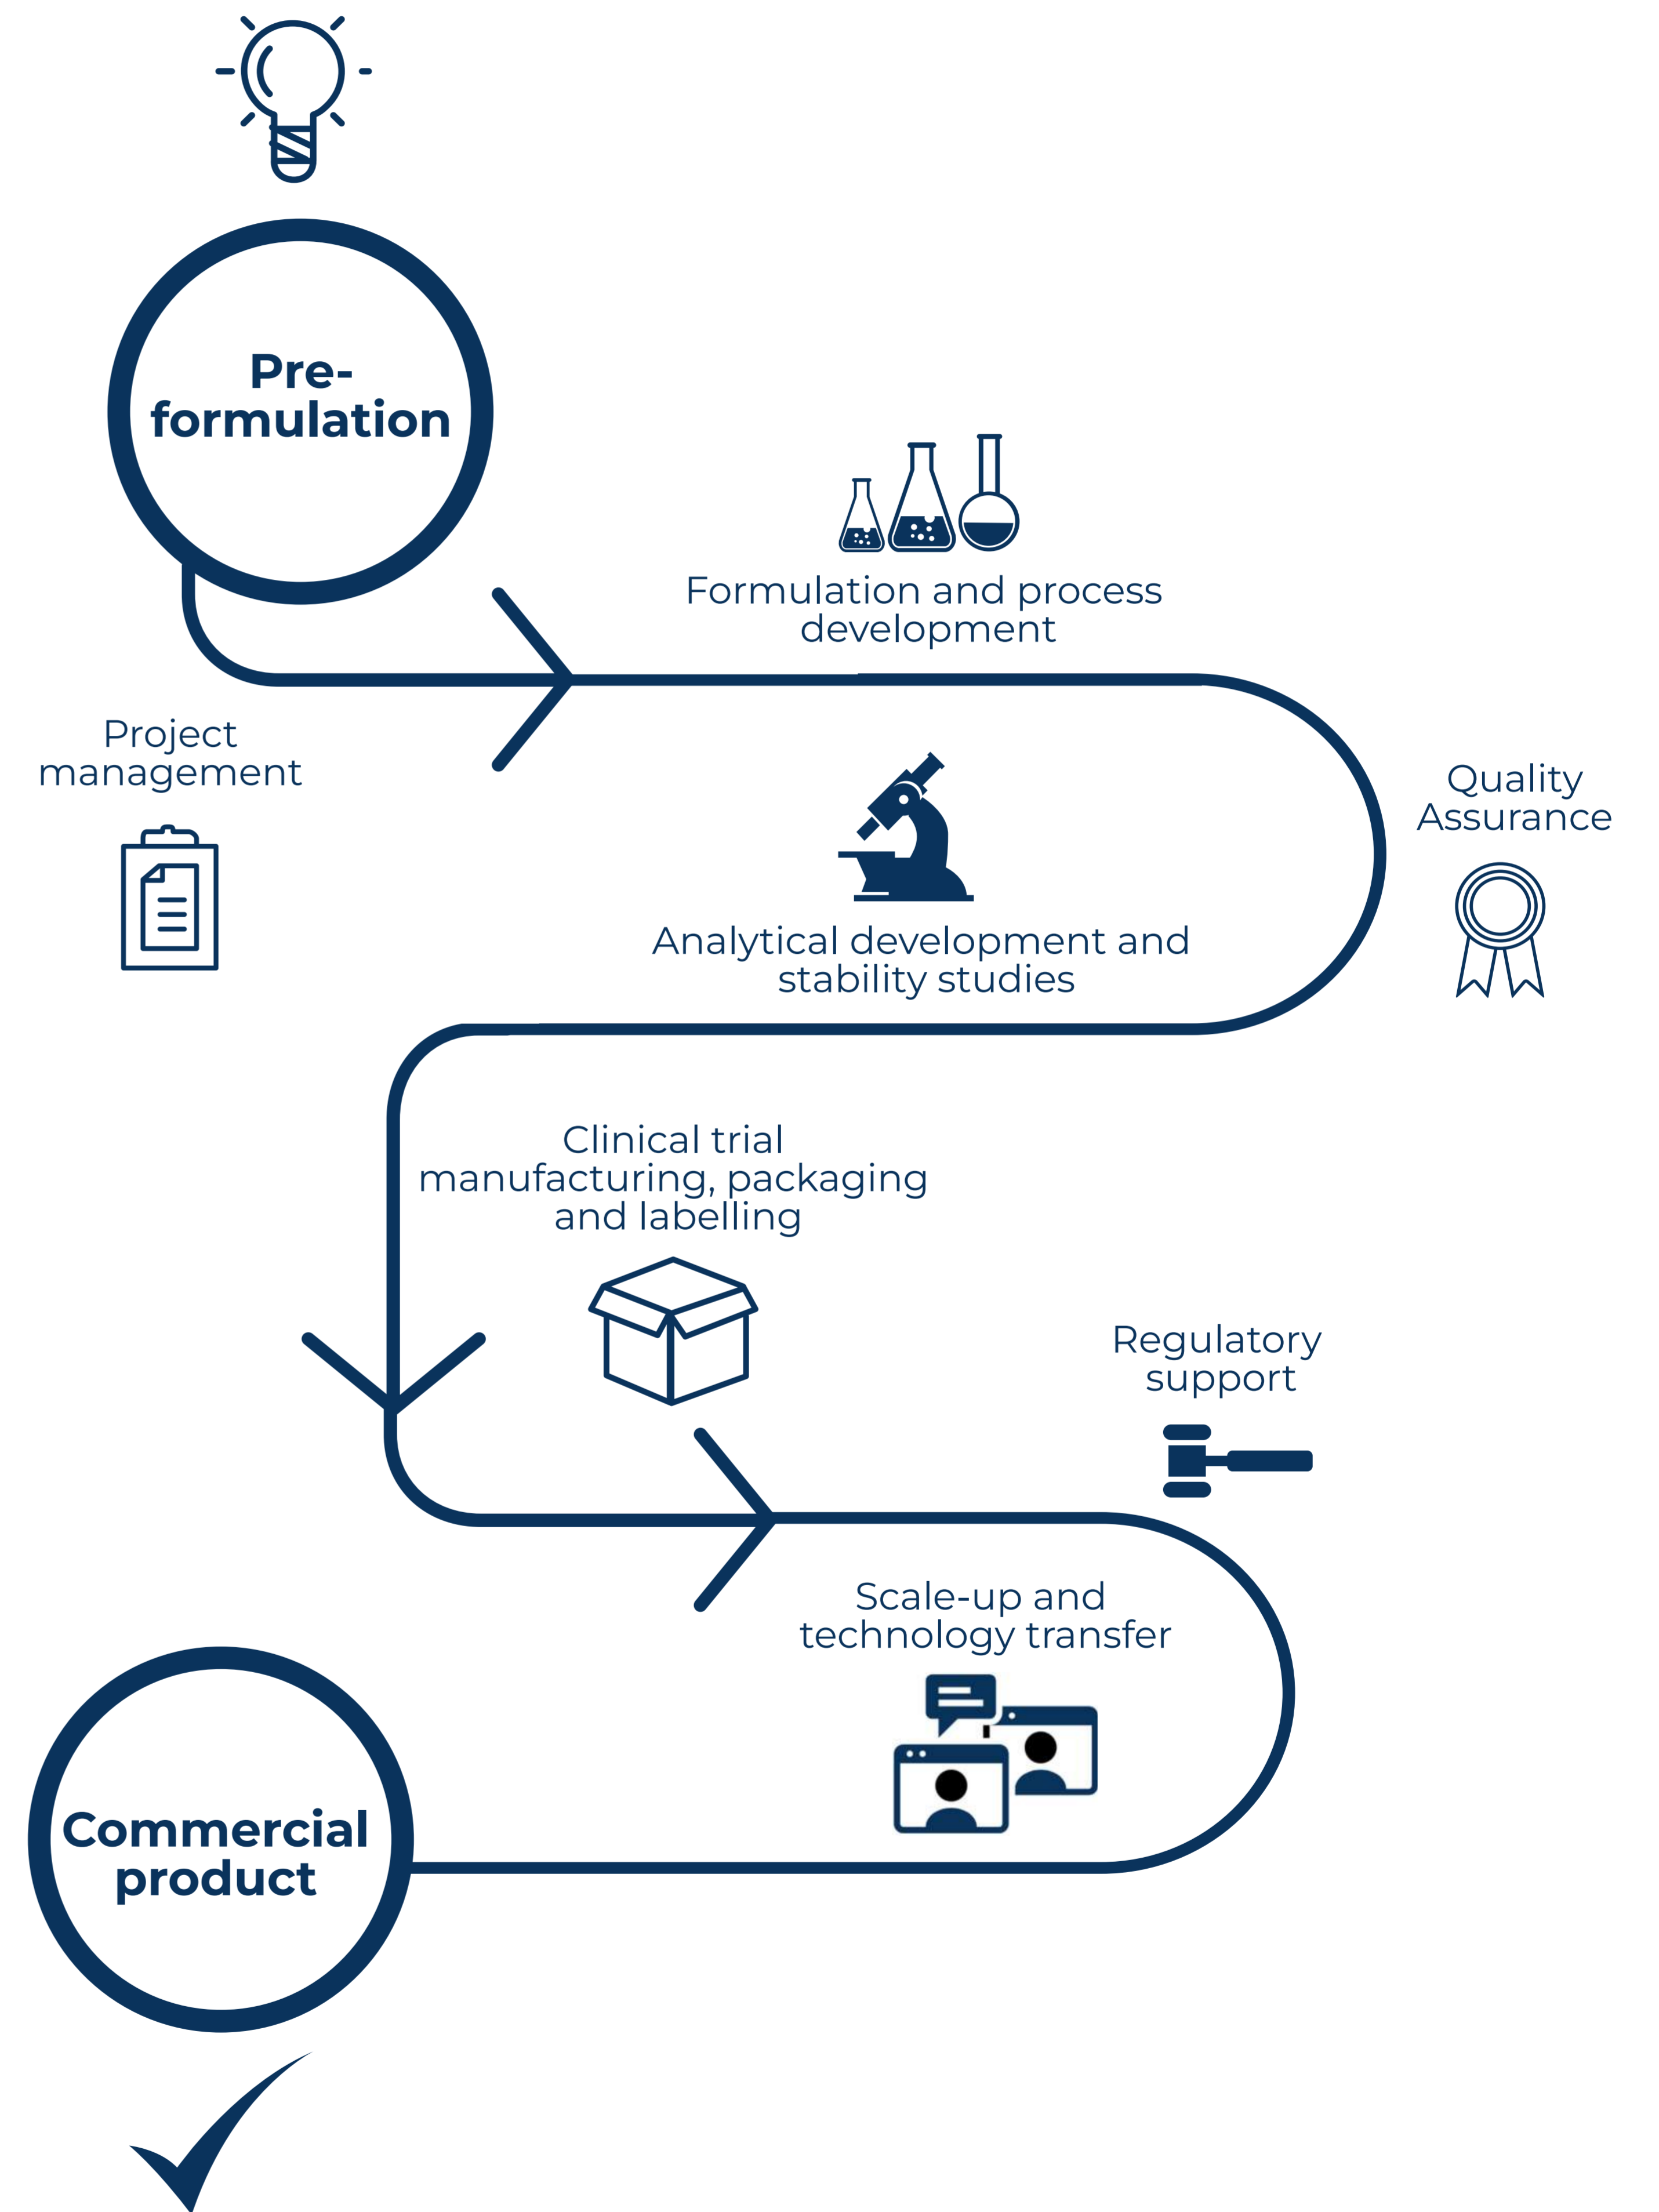 Pre-
formulation
Formulation and process
development
Project
management
Quality
Assurance
Analytical development and
stability studies
Clinical trial
manufacturing, packaging
and labelling
Regulatory
support
Scale-up and
technology transfer
Commercial
product